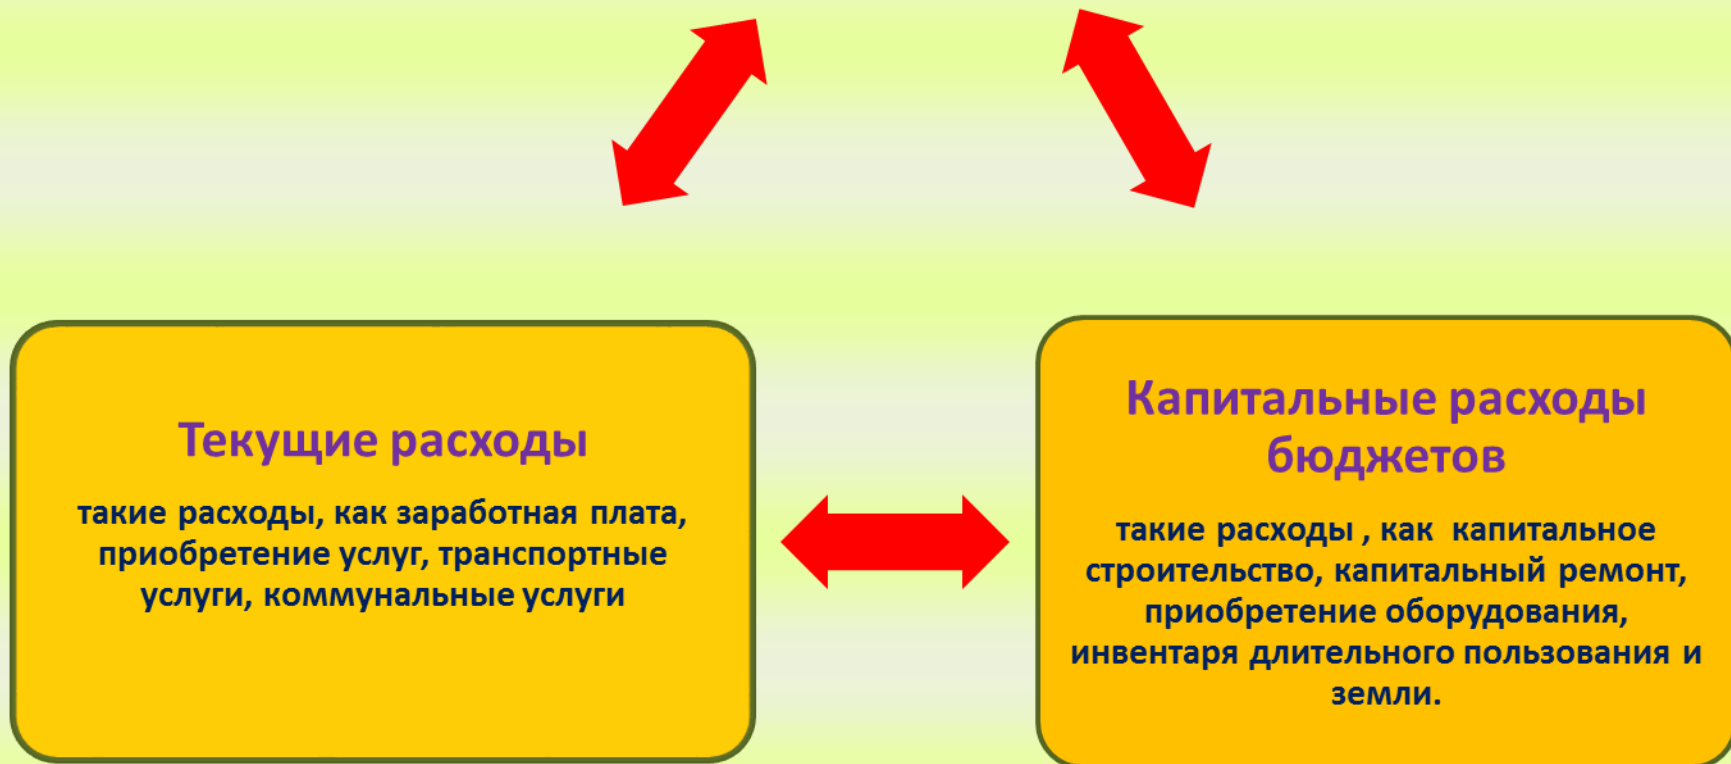 Текущие расходы
такие расходы, как заработная плата,
приобретение услуг, транспортные
услуги, коммунальные услуги
Капитальные расходы
бюджетов
такие расходы , как капитальное
строительство, капитальный ремонт,
приобретение оборудования,
инвентаря длительного пользования и
земли.